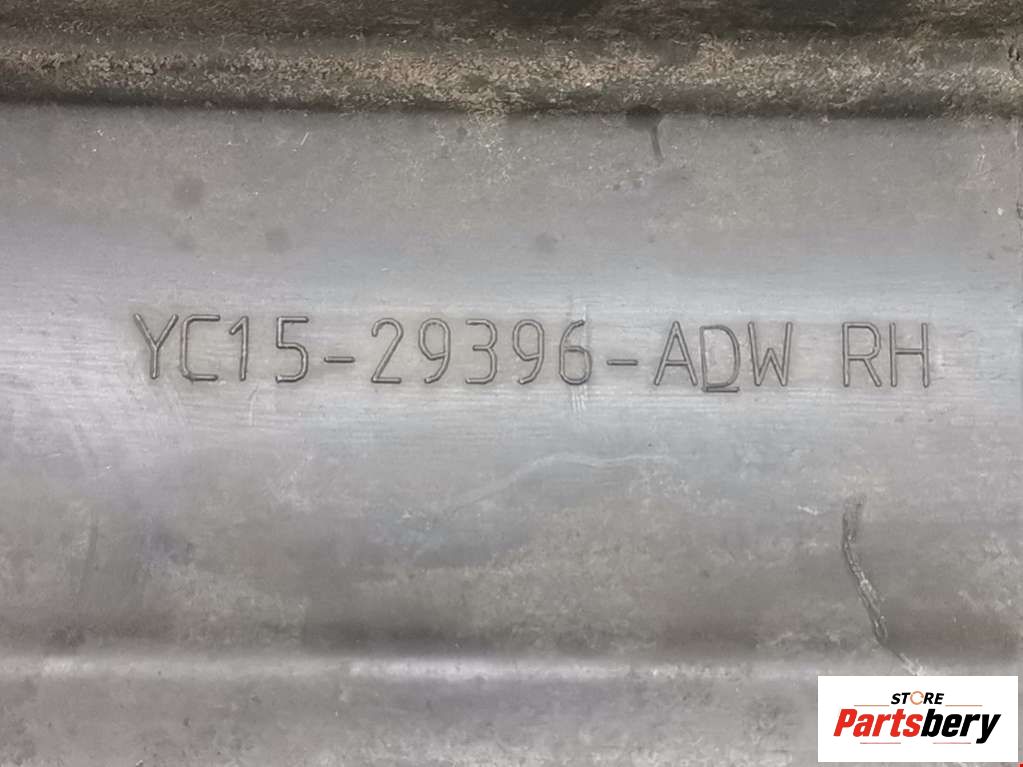 YC15-29396-ADW RH
STORE
Partsbery